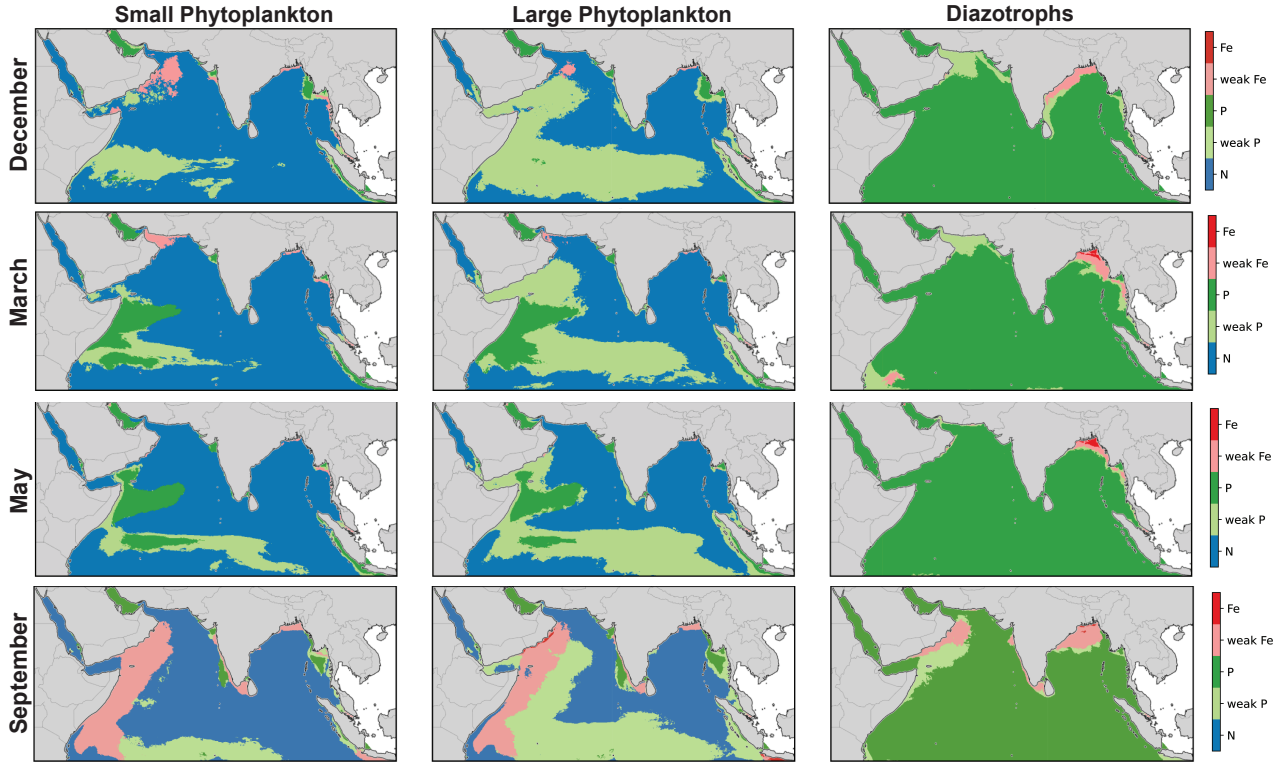 Small Phytoplankton
Large Phytoplankton
Diazotrophs
December
Fe
weak Fe
P
weak P
N
March
Fe
weak Fe
P
weak P
N
May
Fe
weak Fe
P
weak P
N
September
Fe
weak Fe
P
weak P
N